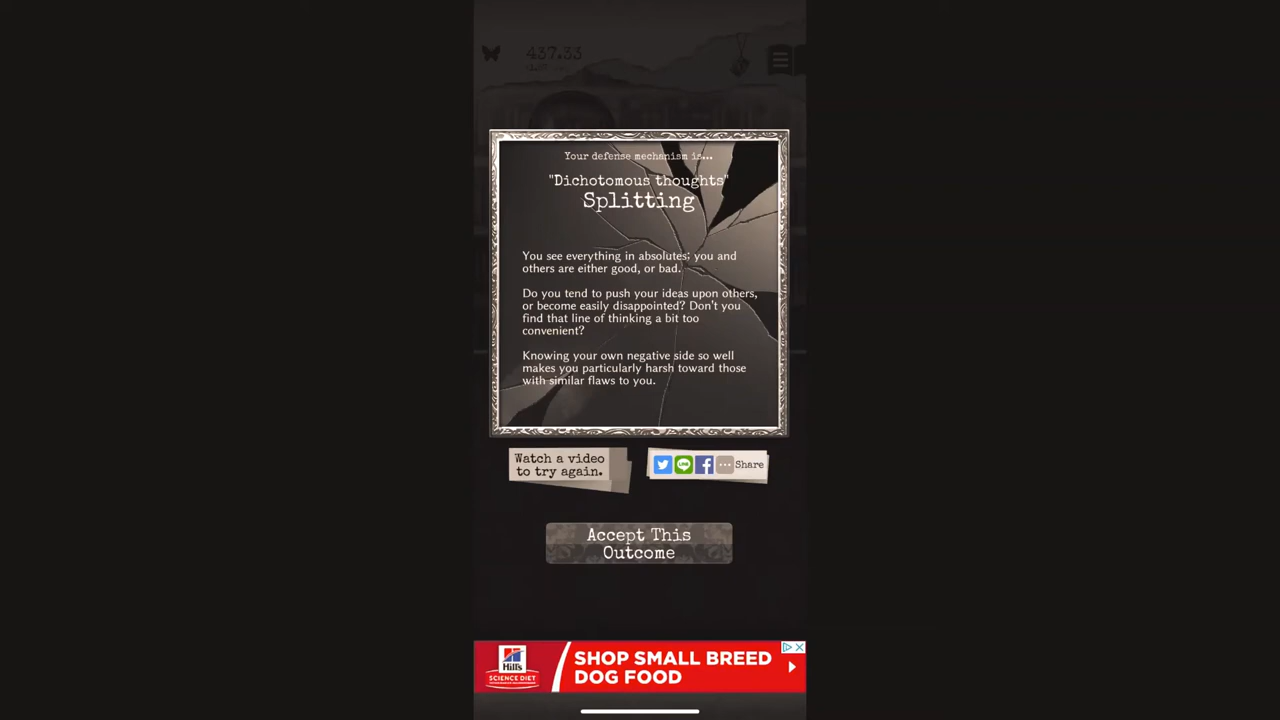 437.33
Your defense mechanism is...
"Dichotomous thoughts"
Splitting
You see everything in absolutes; you and
others are either good, or bad.
Do you tend to push your ideas upon others,
or become easily disappointed? Don't you
find that line of thinking a bit too
convenient?
Knowing your own negative side so well
makes you particularly harsh toward those
with similar flaws to you.
Watch a video
to try again.
Share
Accept This
Outcome
Hill's
SCIENCE DIET
SHOP SMALL BREED
DOG FOOD